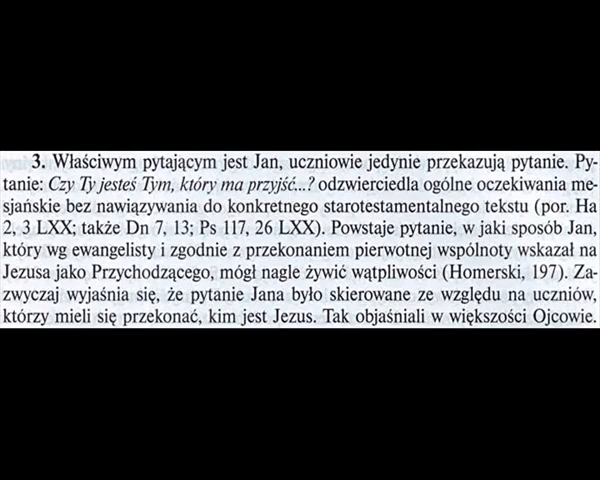 3. Właściwym pytającym jest Jan, uczniowie jedynie przekazują pytanie. Py-
tanie: Czy Ty jesteś Tym, który ma przyjść...? odzwierciedla ogólne oczekiwania me-
sjańskie bez nawiązywania do konkretnego starotestamentalnego tekstu (por. Ha
2, 3 LXX; także Dn 7, 13; Ps 117, 26 LXX). Powstaje pytanie, w jaki sposób Jan,
który wg ewangelisty i zgodnie z przekonaniem pierwotnej wspólnoty wskazał na
Jezusa jako Przychodzącego, mógł nagle żywić wątpliwości (Homerski, 197). Za-
zwyczaj wyjaśnia się, że pytanie Jana było skierowane ze względu na uczniów,
którzy mieli się przekonać, kim jest Jezus. Tak objaśniali w większości Ojcowie.